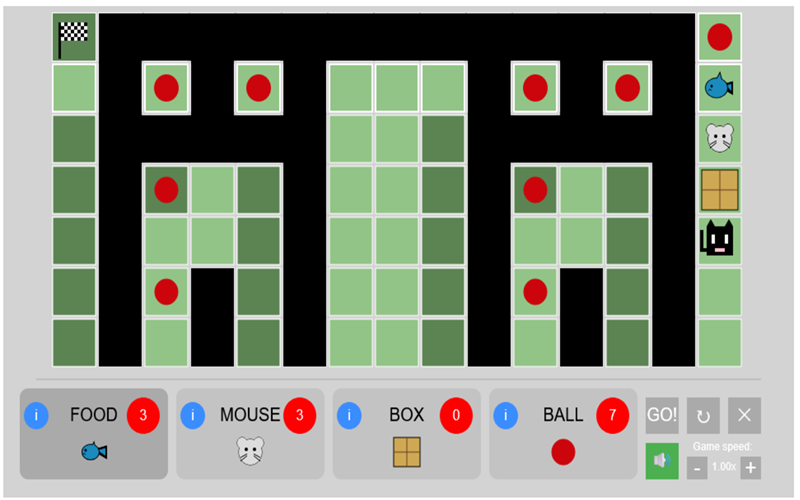 i FOOD 3 i MOUSE 3 i BOX 0 i BALL 7 GO! ↻ ×
Game speed:
- 1.00x +